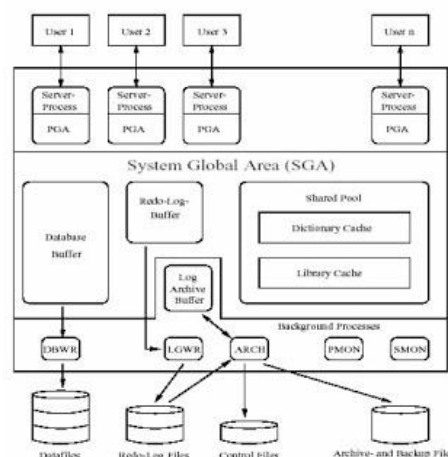 User 1 User 2 User 3 User n
Server- Server- Server- Server-
Process Process Process Process
PGA PGA PGA PGA
System Global Area (SGA)
Redo-Log-
Buffer
Shared Pool
Dictionary Cache
Database
Buffer
Library Cache
Log
Archive
Buffer
Background Processes
DBWR LGWR ARCH PMON SMON
Datafiles Redo-Log Files Control Files Archive- and Backup File